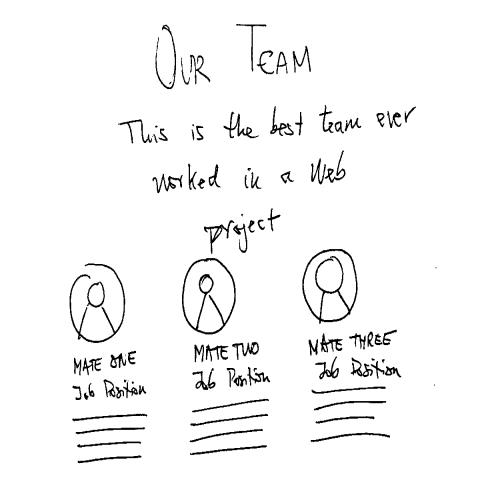 OUR TEAM
This is the best team ever
worked in a Web
project
MATE ONE
Job Position
MATE TWO
Job Position
MATE THREE
Job Position